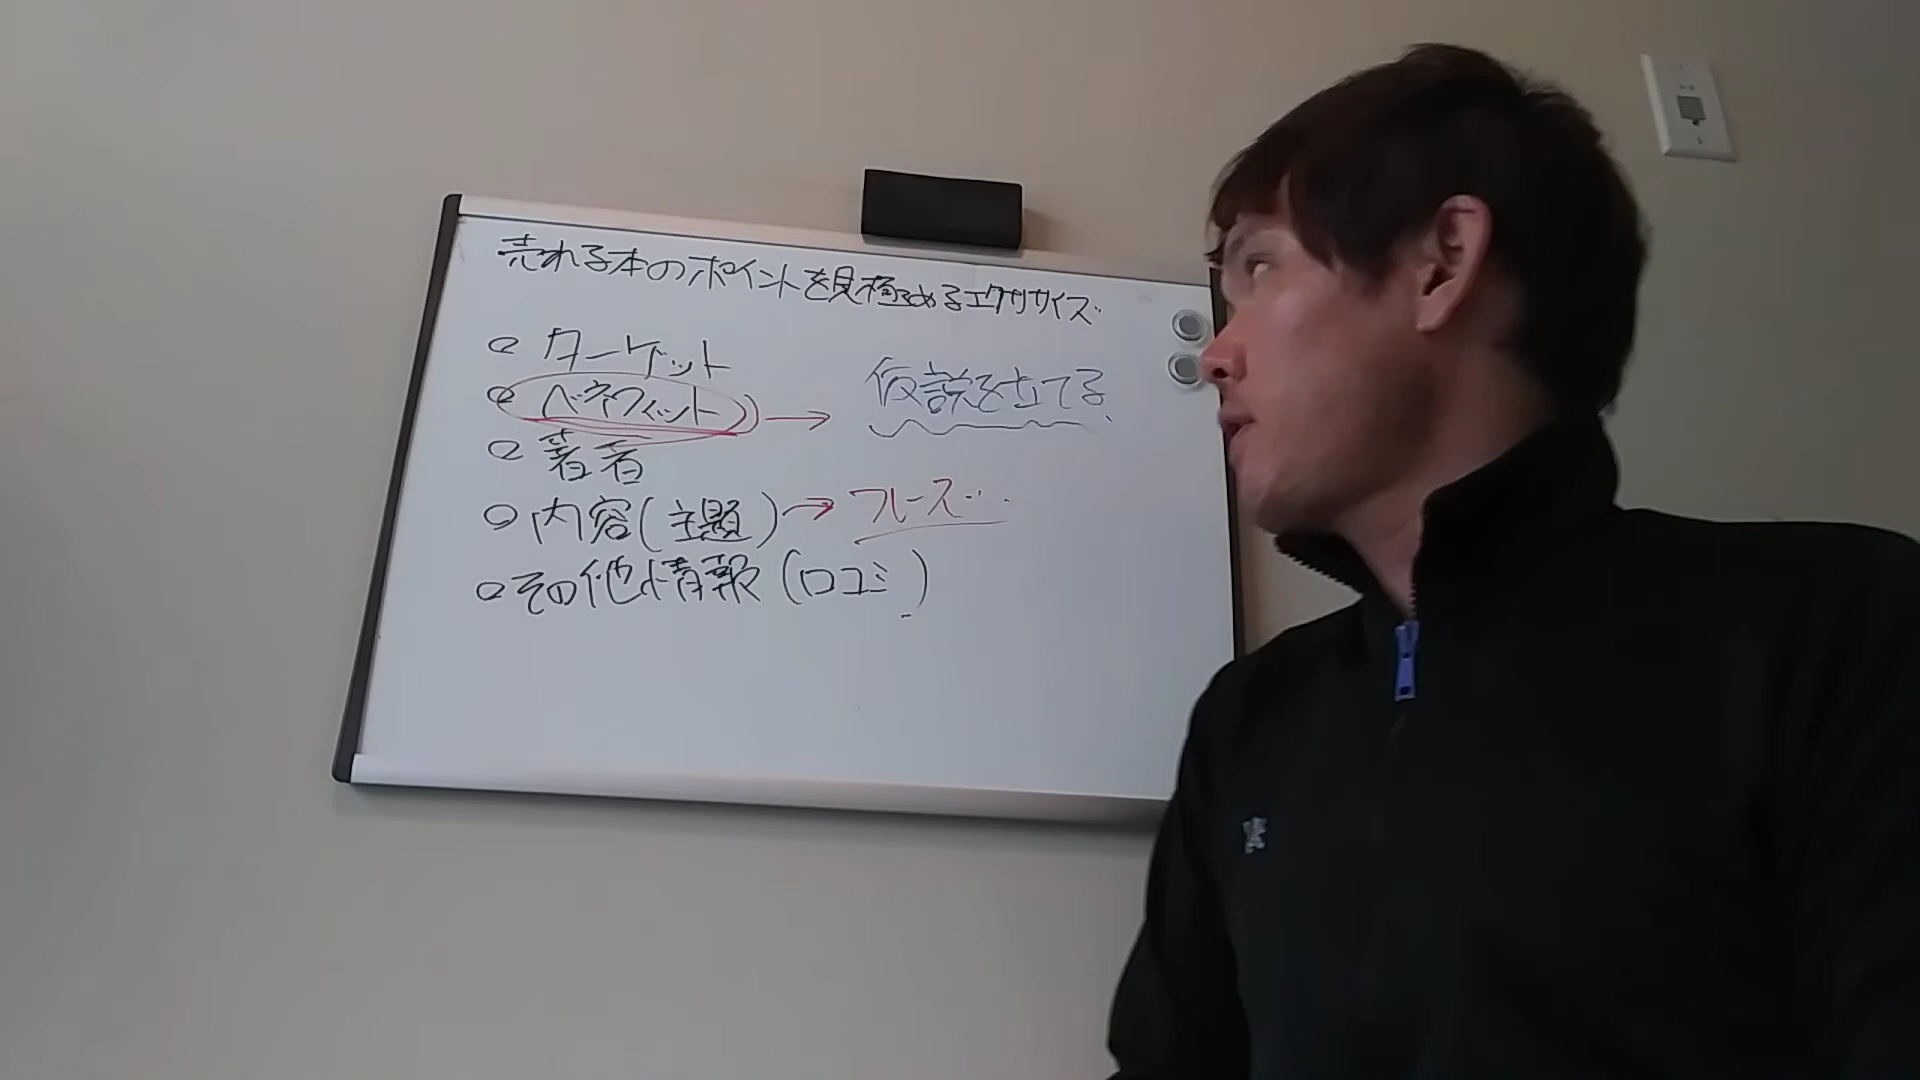 売れる本のポイントを見極めるエクササイズ
○ ターゲット
○ ベネフィット → 仮説を立てる
○ 著者
○ 内容(主題) → フレーズ…
○ その他情報(口コミ)